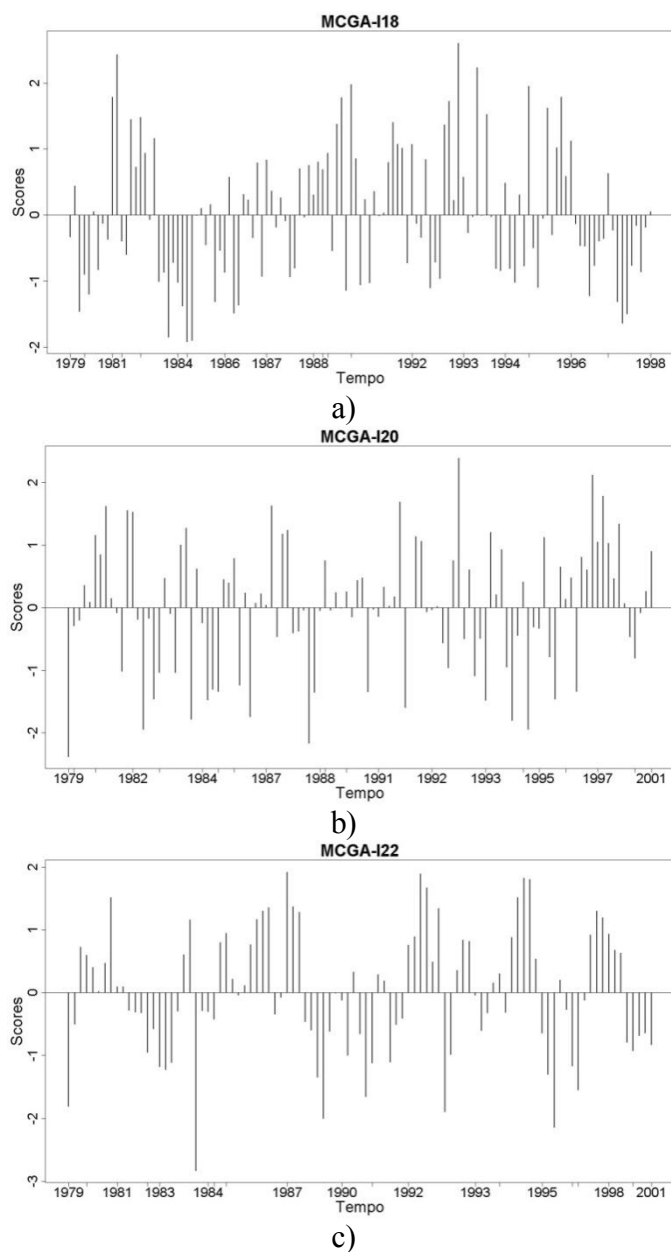 MCGA-I18
2
1
0
-1
-2
Scores
1979 1981 1984 1986 1987 1988 1992 1993 1994 1996 1998
Tempo
a)
MCGA-I20
2
1
0
-1
-2
Scores
1979 1982 1984 1987 1988 1991 1992 1993 1995 1997 2001
Tempo
b)
MCGA-I22
2
1
0
-1
-2
-3
Scores
1979 1981 1983 1984 1987 1990 1992 1993 1995 1998 2001
Tempo
c)